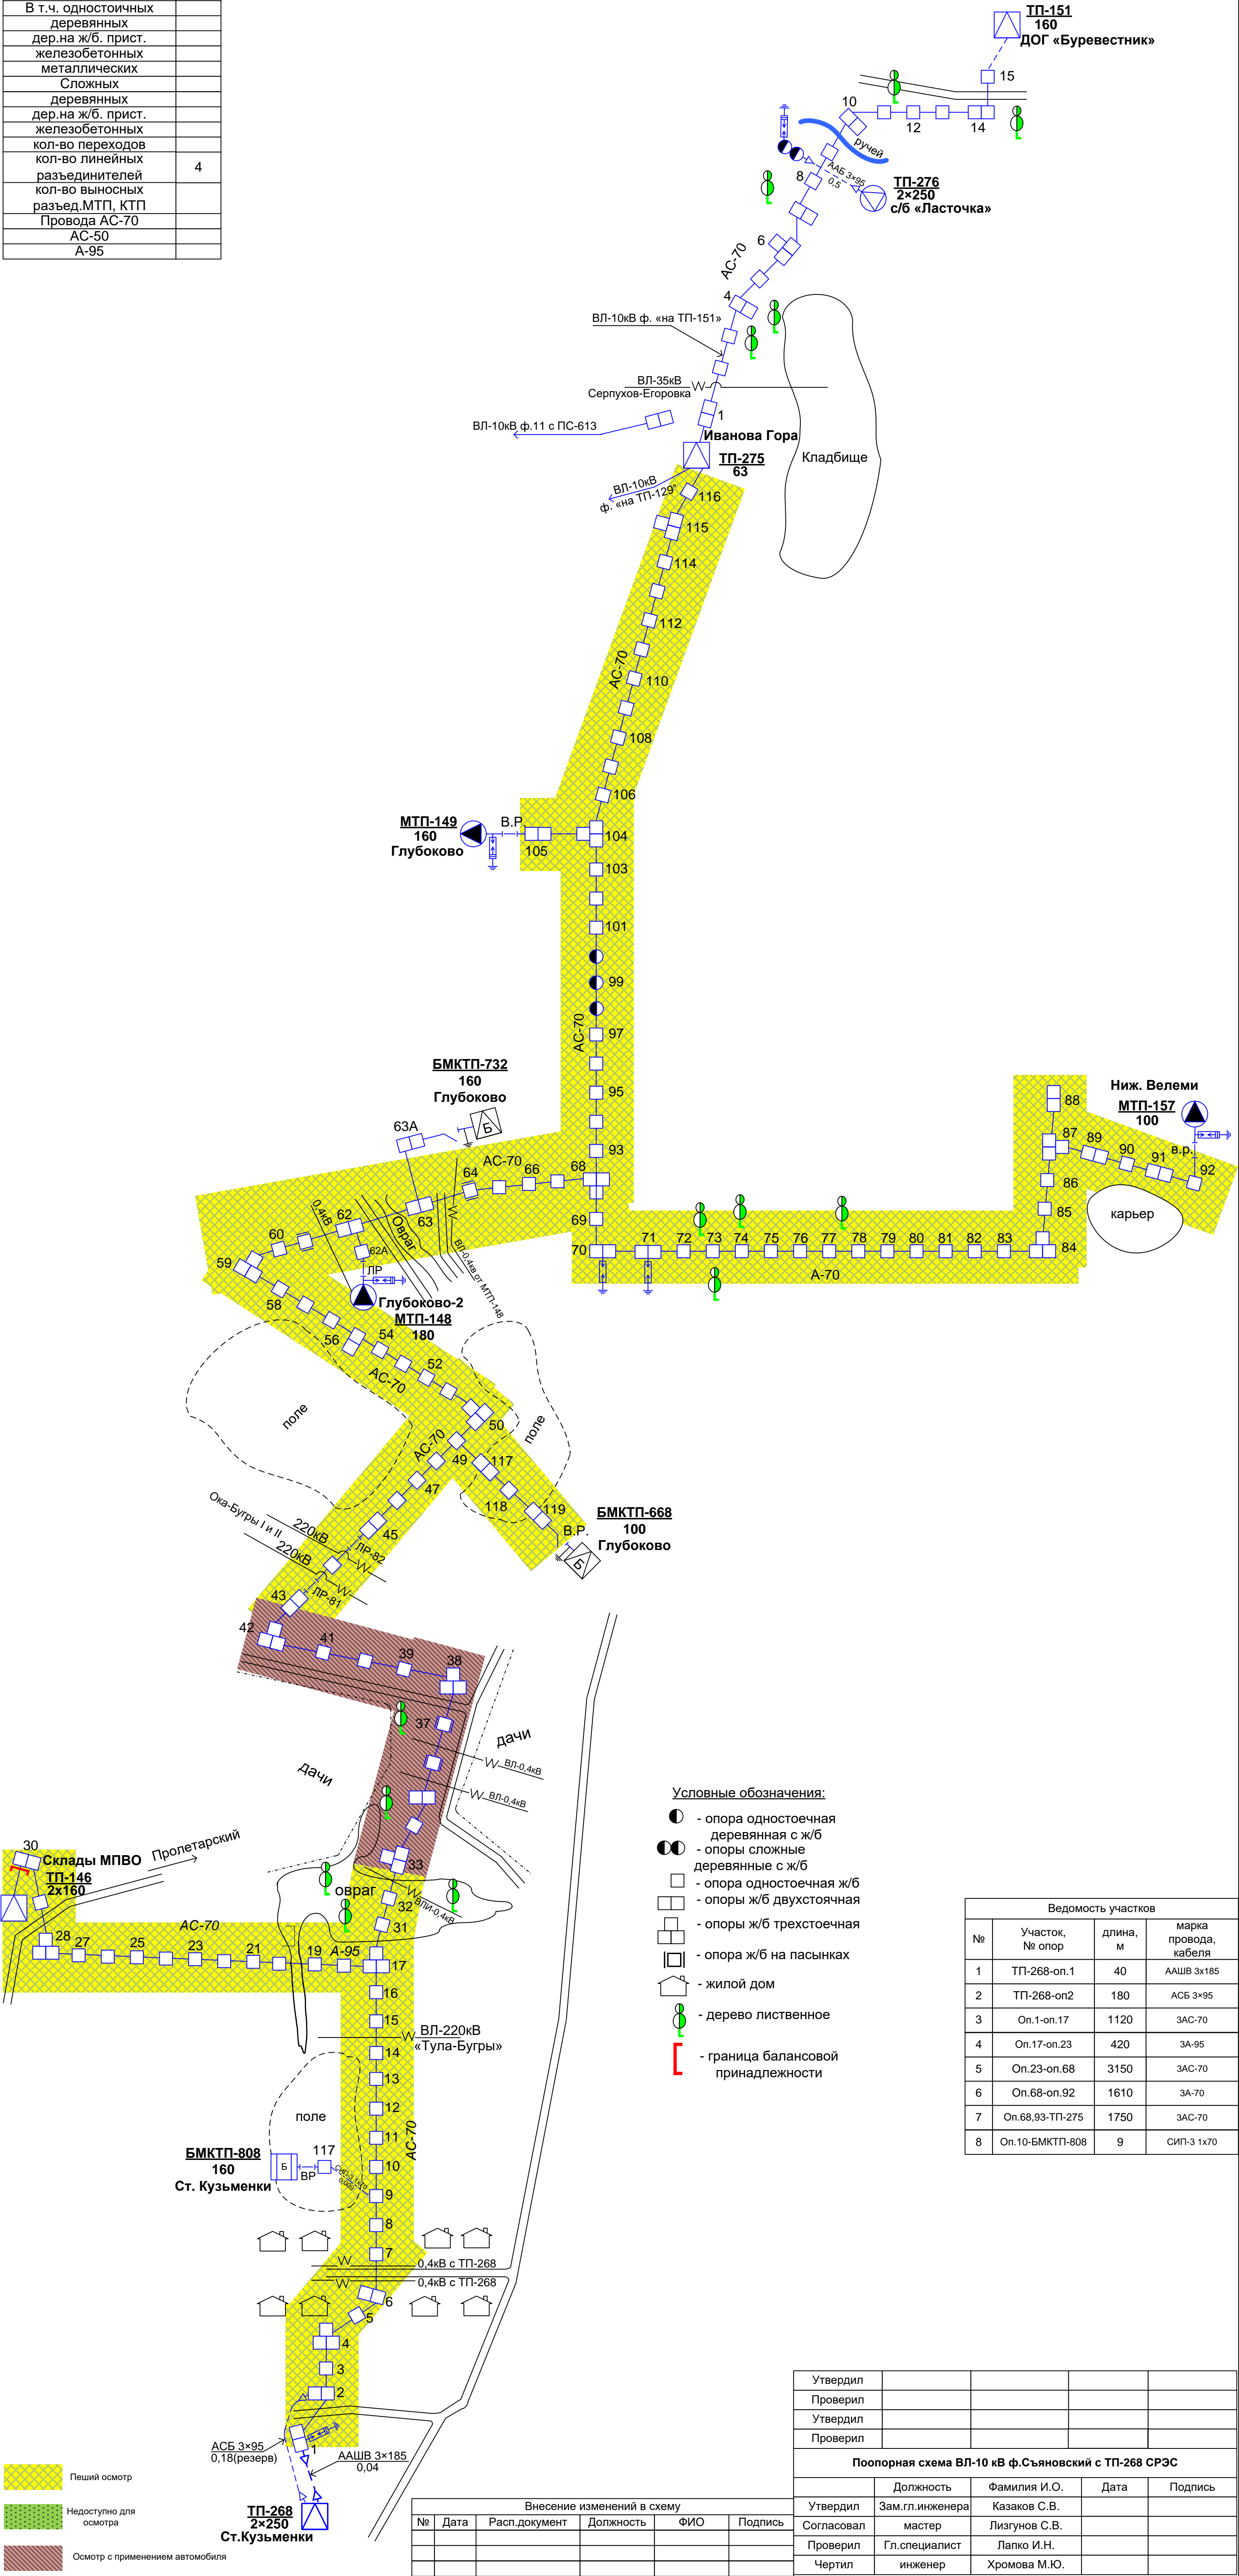 В т.ч. одностоичных
деревянных
дер.на ж/б. прист.
железобетонных
металлических
Сложных
деревянных
дер.на ж/б. прист.
железобетонных
кол-во переходов
кол-во линейных
разъединителей
4
кол-во выносных
разъед.МТП, КТП
Провода АС-70
АС-50
А-95
ТП-151
160
ДОГ «Буревестник»
15
10
12
14
ручей
8
ААБ 3×95
0,5
ТП-276
2×250
с/б «Ласточка»
6
АС-70
4
ВЛ-10кВ ф. «на ТП-151»
ВЛ-35кВ
Серпухов-Егоровка
ВЛ-10кВ ф.11 с ПС-613
1
Иванова Гора
ТП-275
63
Кладбище
ВЛ-10кВ
ф. «на ТП-129"
116
115
114
112
АС-70
110
108
106
МТП-149
160
Глубоково
В.Р.
105
104
103
101
99
АС-70
97
95
93
БМКТП-732
160
Глубоково
Б
63А
АС-70
64
66
68
69
70
71
72
73
74
75
76
77
78
79
80
81
82
83
84
А-70
85
86
87
88
89
90
91
92
Ниж. Велеми
МТП-157
100
в.р.
карьер
0,4кВ
62
60
59
63
Овраг
62А
ЛР
ВЛ-0,4кв от МТП-148
Глубоково-2
МТП-148
180
58
56
54
52
АС-70
поле
поле
50
АС-70
49
117
47
118
119
45
БМКТП-668
100
Глубоково
В.Р.
Б
Ока-Бугры I и II
220кВ
220кВ
ЛР-82
ЛР-81
43
42
41
39
38
37
дачи
дачи
ВЛ-0,4кВ
ВЛ-0,4кВ
33
овраг
32
ВЛИ-0,4кВ
31
30
Склады МПВО
ТП-146
2х160
Пролетарский
АС-70
28
27
25
23
21
19
А-95
17
16
15
ВЛ-220кВ
«Тула-Бугры»
14
13
12
11
АС-70
10
9
8
7
поле
БМКТП-808
160
Ст. Кузьменки
Б
ВР
117
СИП-3 1х70
0,009
0,4кВ с ТП-268
0,4кВ с ТП-268
6
5
4
3
2
1
АСБ 3×95
0,18(резерв)
ААШВ 3×185
0,04
ТП-268
2×250
Ст.Кузьменки
Условные обозначения:
- опора одностоечная
деревянная с ж/б
- опоры сложные
деревянные с ж/б
- опора одностоечная ж/б
- опоры ж/б двухстоячная
- опоры ж/б трехстоечная
- опора ж/б на пасынках
- жилой дом
- дерево лиственное
- граница балансовой
принадлежности
Ведомость участков
№ Участок, № опор длина, м марка провода, кабеля
1 ТП-268-оп.1 40 ААШВ 3х185
2 ТП-268-оп2 180 АСБ 3×95
3 Оп.1-оп.17 1120 3АС-70
4 Оп.17-оп.23 420 3А-95
5 Оп.23-оп.68 3150 3АС-70
6 Оп.68-оп.92 1610 3А-70
7 Оп.68,93-ТП-275 1750 3АС-70
8 Оп.10-БМКТП-808 9 СИП-3 1х70
Пеший осмотр
Недоступно для
осмотра
Осмотр с применением автомобиля
Внесение изменений в схему
№ Дата Расп.документ Должность ФИО Подпись
Утвердил
Проверил
Утвердил
Проверил
Поопорная схема ВЛ-10 кВ ф.Съяновский с ТП-268 СРЭС
Должность Фамилия И.О. Дата Подпись
Утвердил Зам.гл.инженера Казаков С.В.
Согласовал мастер Лизгунов С.В.
Проверил Гл.специалист Лапко И.Н.
Чертил инженер Хромова М.Ю.